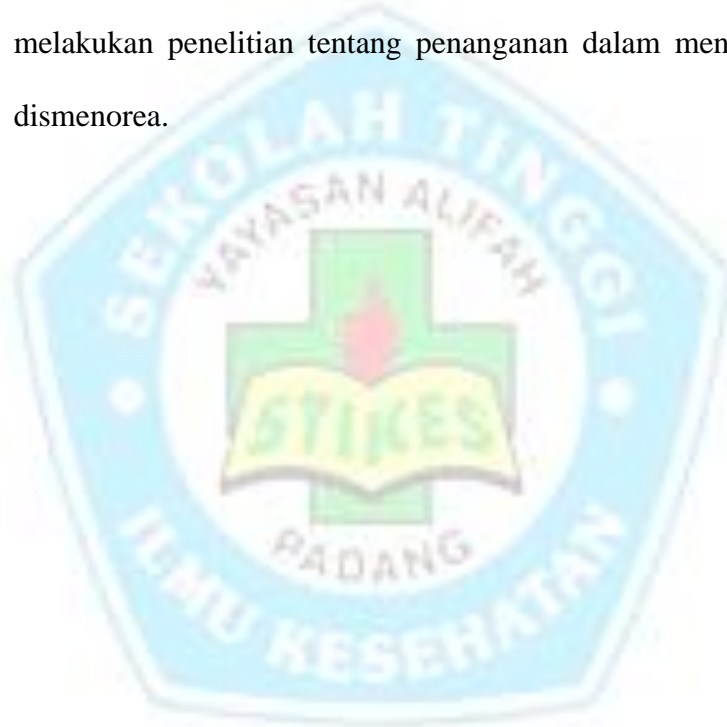 melakukan penelitian tentang penanganan dalam men
dismenorea.
SEKOLAH TINGGI
YAYASAN ALIFAH
STIKES
PADANG
ILMU KESEHATAN